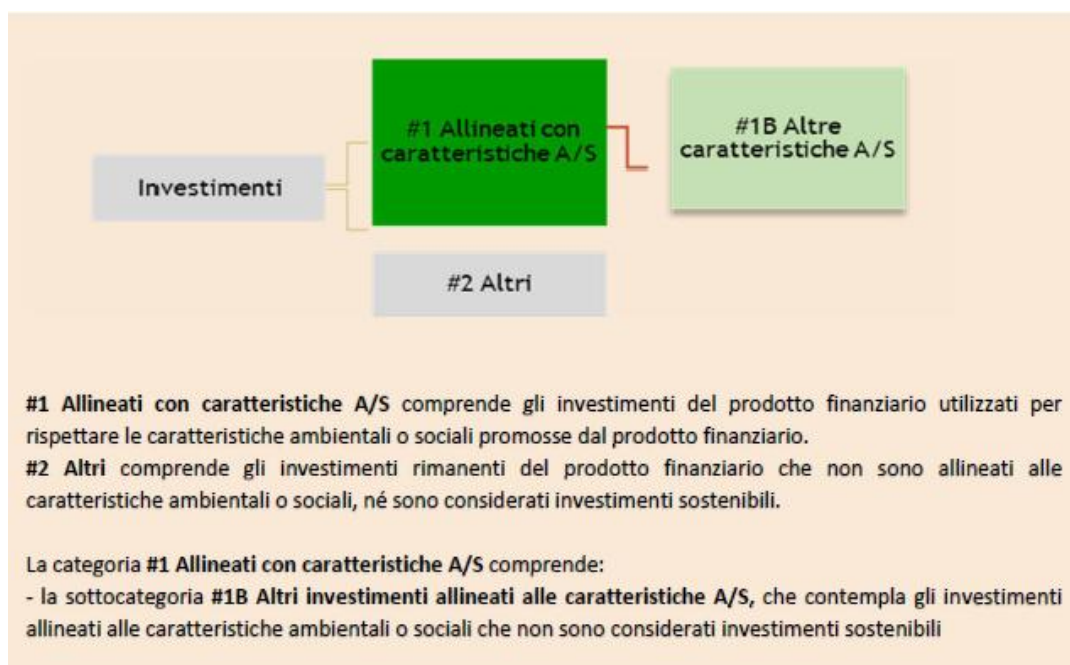 #1 Allineati con
caratteristiche A/S
#1B Altre
caratteristiche A/S
Investimenti
#2 Altri
#1 Allineati con caratteristiche A/S comprende gli investimenti del prodotto finanziario utilizzati per
rispettare le caratteristiche ambientali o sociali promosse dal prodotto finanziario.
#2 Altri comprende gli investimenti rimanenti del prodotto finanziario che non sono allineati alle
caratteristiche ambientali o sociali, né sono considerati investimenti sostenibili.
La categoria #1 Allineati con caratteristiche A/S comprende:
- la sottocategoria #1B Altri investimenti allineati alle caratteristiche A/S, che contempla gli investimenti
allineati alle caratteristiche ambientali o sociali che non sono considerati investimenti sostenibili